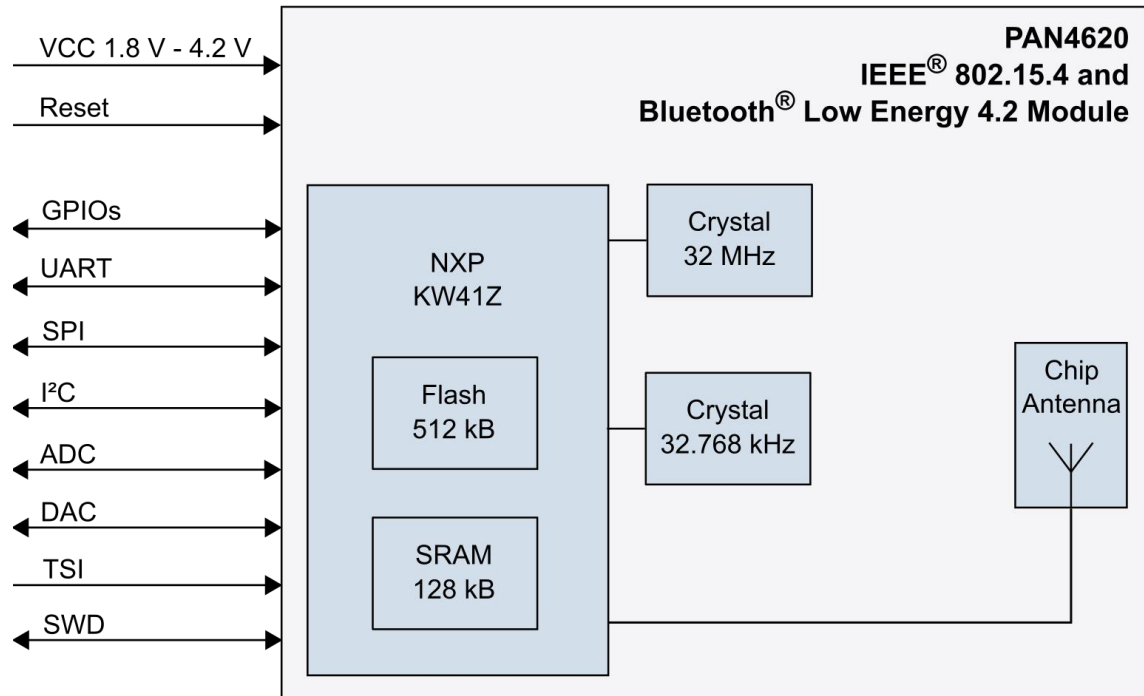 PAN4620
IEEE® 802.15.4 and
Bluetooth® Low Energy 4.2 Module
VCC 1.8 V - 4.2 V
Reset
GPIOs
UART
SPI
I²C
ADC
DAC
TSI
SWD
NXP
KW41Z
Flash
512 kB
SRAM
128 kB
Crystal
32 MHz
Crystal
32.768 kHz
Chip
Antenna